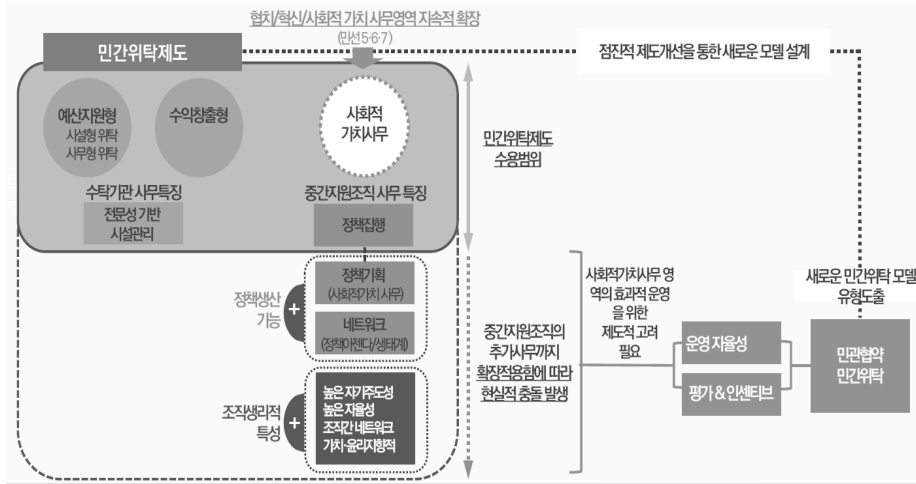 협치/혁신/사회적 가치 사무영역 지속적 확장
(민선 5·6·7)
민간위탁제도
점진적 제도개선을 통한 새로운 모델 설계
예산지원형
시설형 위탁
사무형 위탁
수익창출형
사회적
가치사무
민간위탁제도
수용범위
수탁기관 사무특징
전문성 기반
시설관리
중간지원조직 사무 특징
정책집행
정책생산
기능
+
정책기획
(사회적가치 사무)
네트워크
(정책아젠다/생태계)
조직생리적
특성
+
높은 자기주도성
높은 자율성
조직간 네트워크
가치·윤리지향적
중간지원조직의
추가사무까지
확장적용함에 따라
현실적 충돌 발생
사회적가치사무 영
역의 효과적 운영
을 위한
제도적 고려
필요
운영 자율성
평가 & 인센티브
새로운 민간위탁 모델
유형도출
민관협약
민간위탁